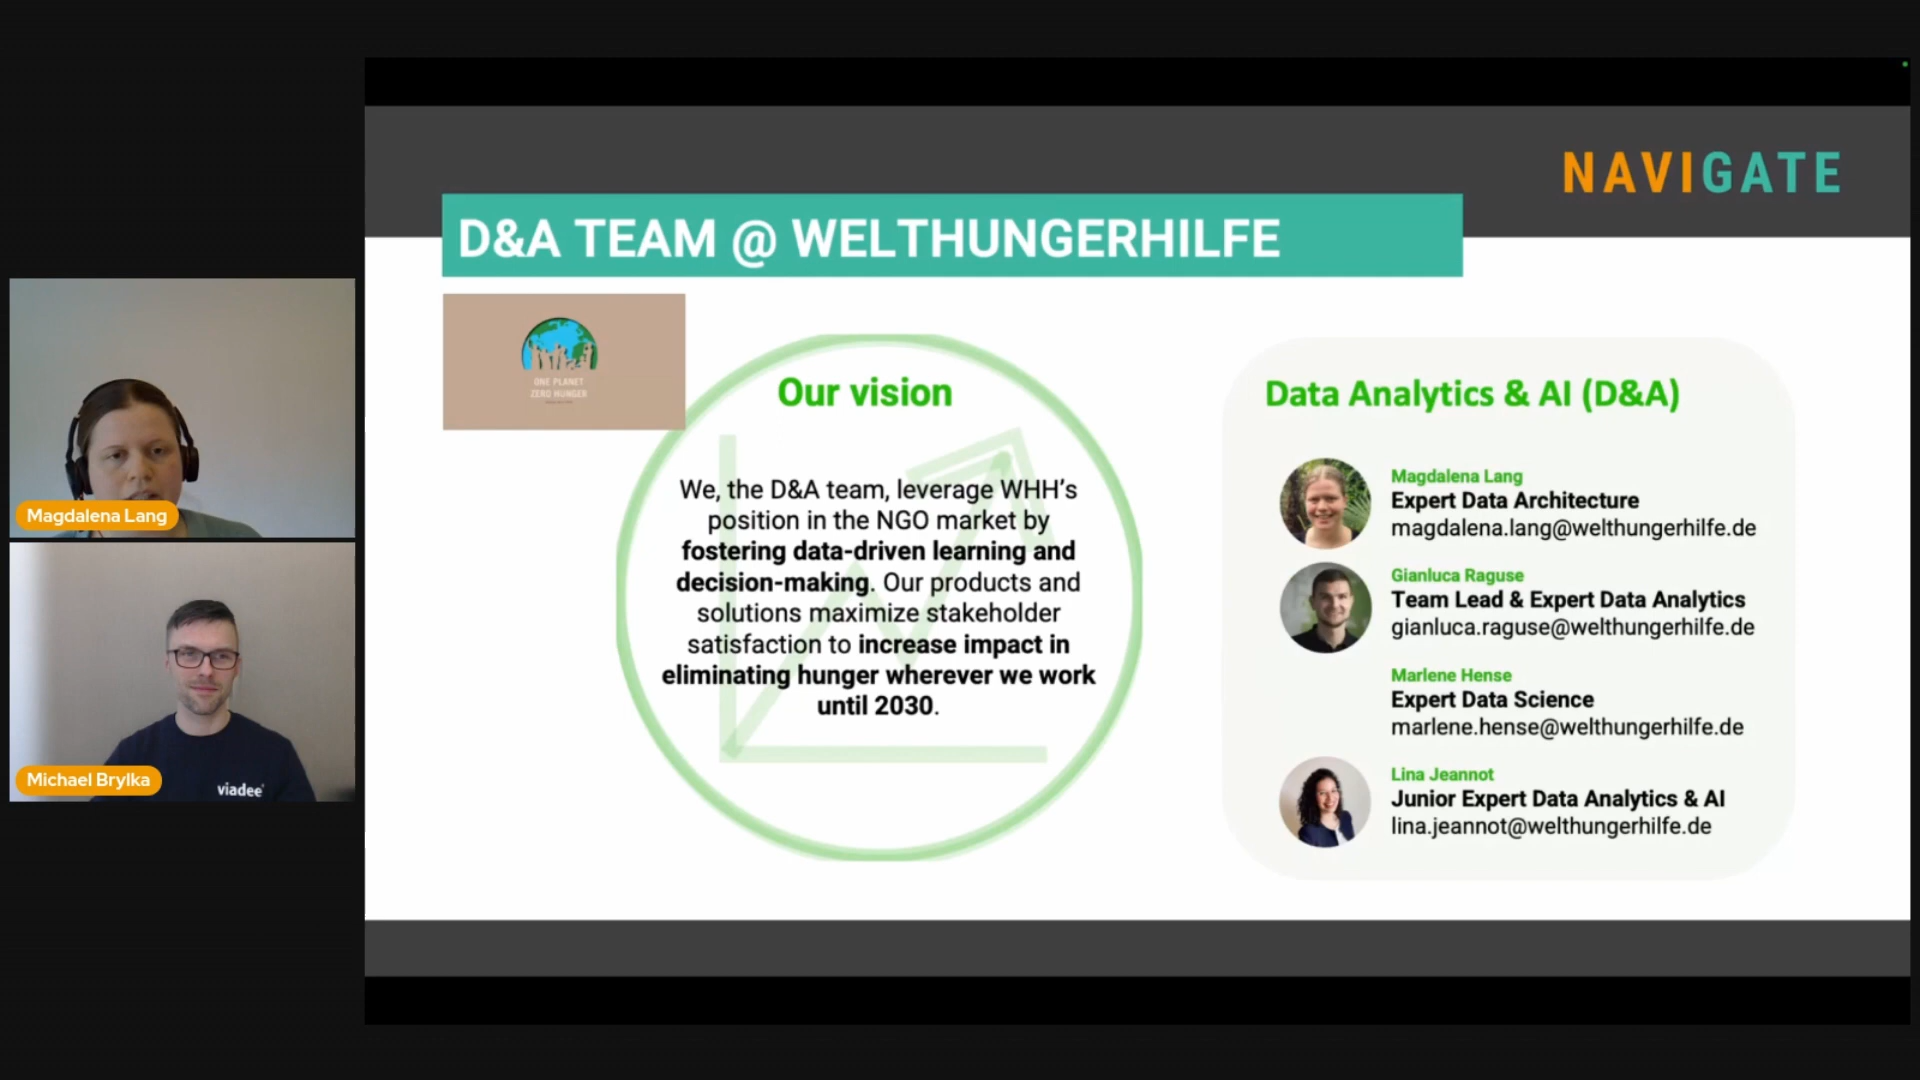 NAVIGATE
D&A TEAM @ WELTHUNGERHILFE
ONE PLANET
ZERO HUNGER
Our vision
We, the D&A team, leverage WHH's
position in the NGO market by
fostering data-driven learning and
decision-making. Our products and
solutions maximize stakeholder
satisfaction to increase impact in
eliminating hunger wherever we work
until 2030.
Data Analytics & AI (D&A)
Magdalena Lang
Expert Data Architecture
magdalena.lang@welthungerhilfe.de
Gianluca Raguse
Team Lead & Expert Data Analytics
gianluca.raguse@welthungerhilfe.de
Marlene Hense
Expert Data Science
marlene.hense@welthungerhilfe.de
Lina Jeannot
Junior Expert Data Analytics & AI
lina.jeannot@welthungerhilfe.de
Magdalena Lang
viadee
Michael Brylka